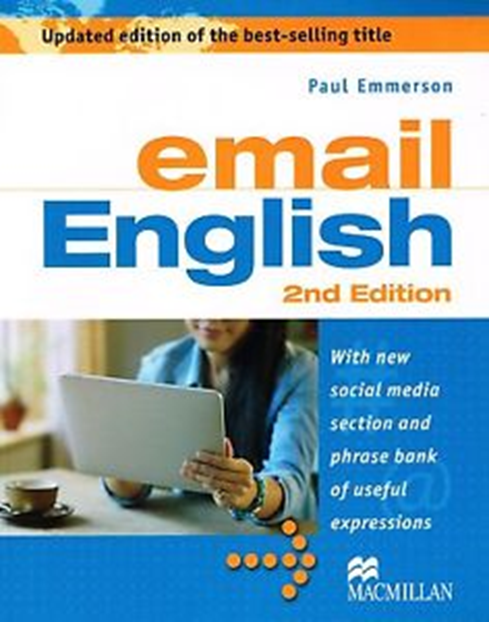 Updated edition of the best-selling title
Paul Emmerson
email
English
2nd Edition
With new
social media
section and
phrase bank
of useful
expressions
@
MACMILLAN